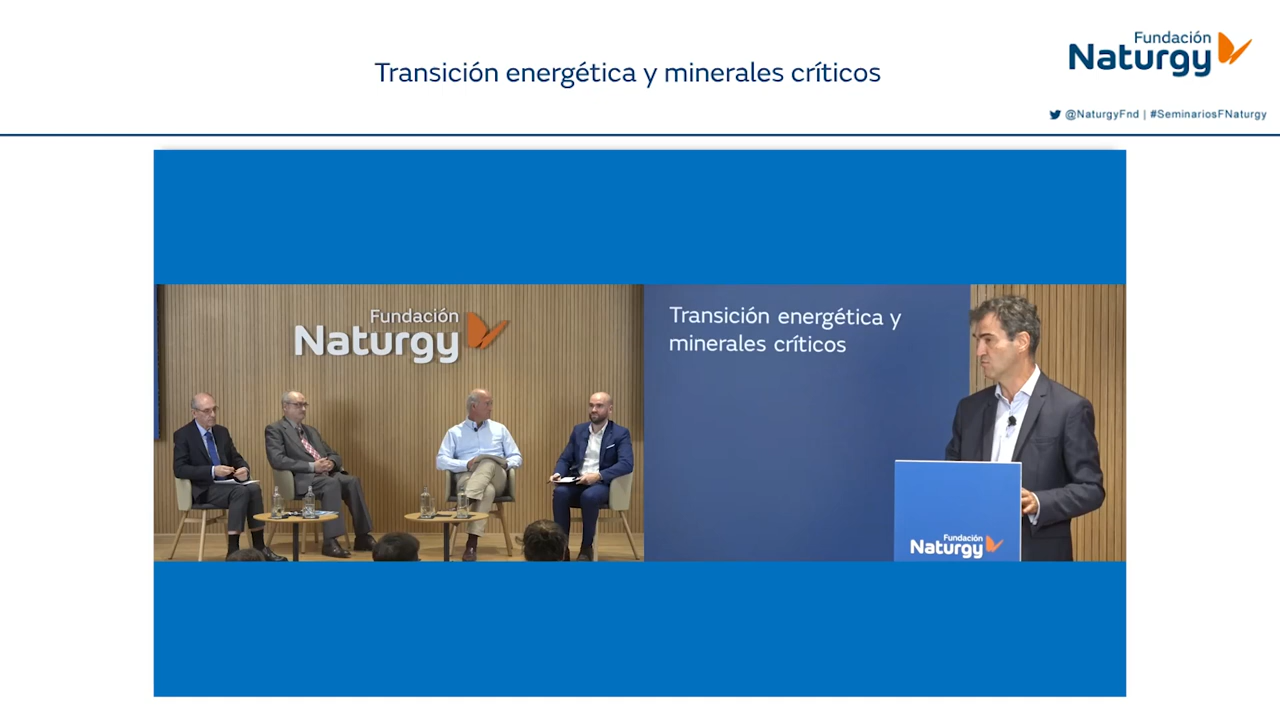 Transición energética y minerales críticos
Fundación
Naturgy
@NaturgyFnd | #SeminariosFNaturgy
Fundación
Naturgy
Transición energética y
minerales críticos
Fundación
Naturgy